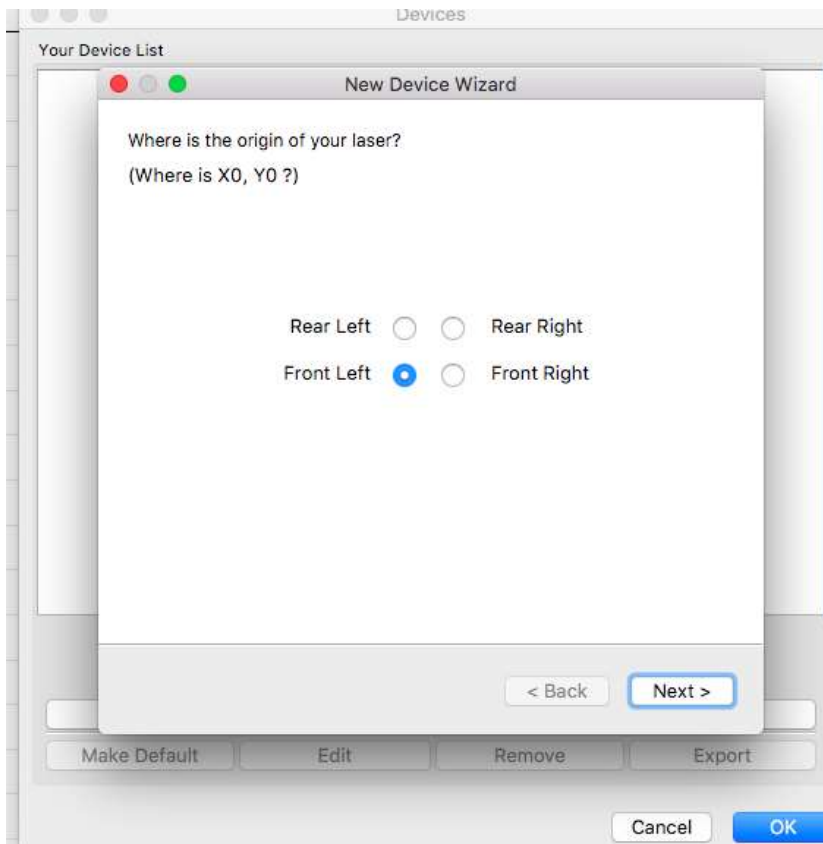 Devices
Your Device List
New Device Wizard
Where is the origin of your laser?
(Where is X0, Y0 ?)
Rear Left Rear Right
Front Left Front Right
< Back Next >
Make Default Edit Remove Export
Cancel OK